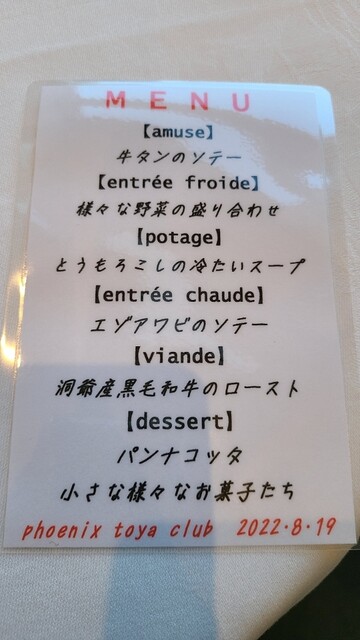 MENU
【amuse】
牛タンのソテー
【entrée froide】
様々な野菜の盛り合わせ
【potage】
とうもろこしの冷たいスープ
【entrée chaude】
エゾアワビのソテー
【viande】
洞爺産黒毛和牛のロースト
【dessert】
パンナコッタ
小さな様々なお菓子たち
phoenix toya club 2022・8・19